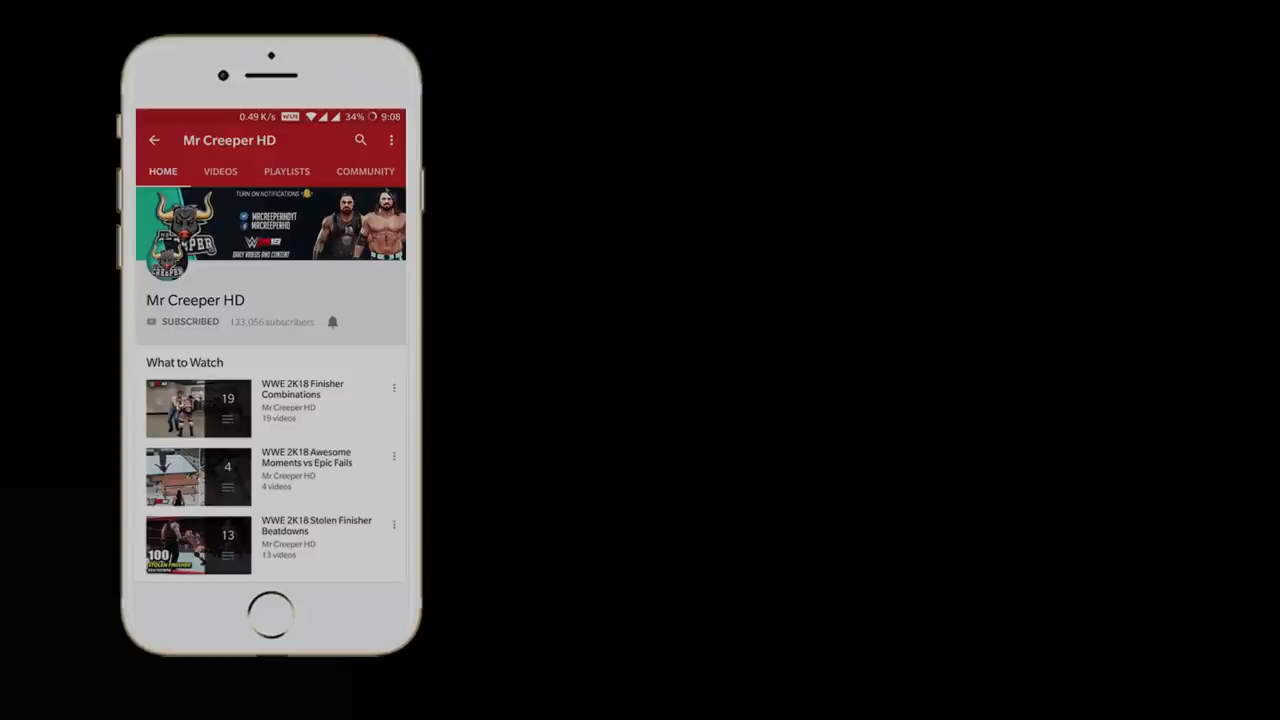 0.49 K/s VoLTE 34% 9:08
Mr Creeper HD
HOME VIDEOS PLAYLISTS COMMUNITY
TURN ON NOTIFICATIONS
MRCREEPERHDYT
MRCREEPERHD
W2K19
DAILY VIDEOS AND CONTENT
CREEPER
Mr Creeper HD
SUBSCRIBED 133,056 subscribers
What to Watch
19
WWE 2K18 Finisher
Combinations
Mr Creeper HD
19 videos
4
WWE 2K18 Awesome
Moments vs Epic Fails
Mr Creeper HD
4 videos
13
100
STOLEN FINISHER
WWE 2K18 Stolen Finisher
Beatdowns
Mr Creeper HD
13 videos